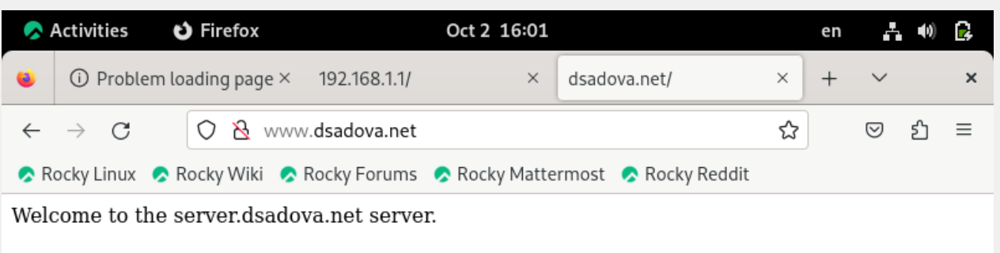 Activities Firefox Oct 2 16:01 en
Problem loading page 192.168.1.1/ dsadova.net/
www.dsadova.net
Rocky Linux Rocky Wiki Rocky Forums Rocky Mattermost Rocky Reddit
Welcome to the server.dsadova.net server.